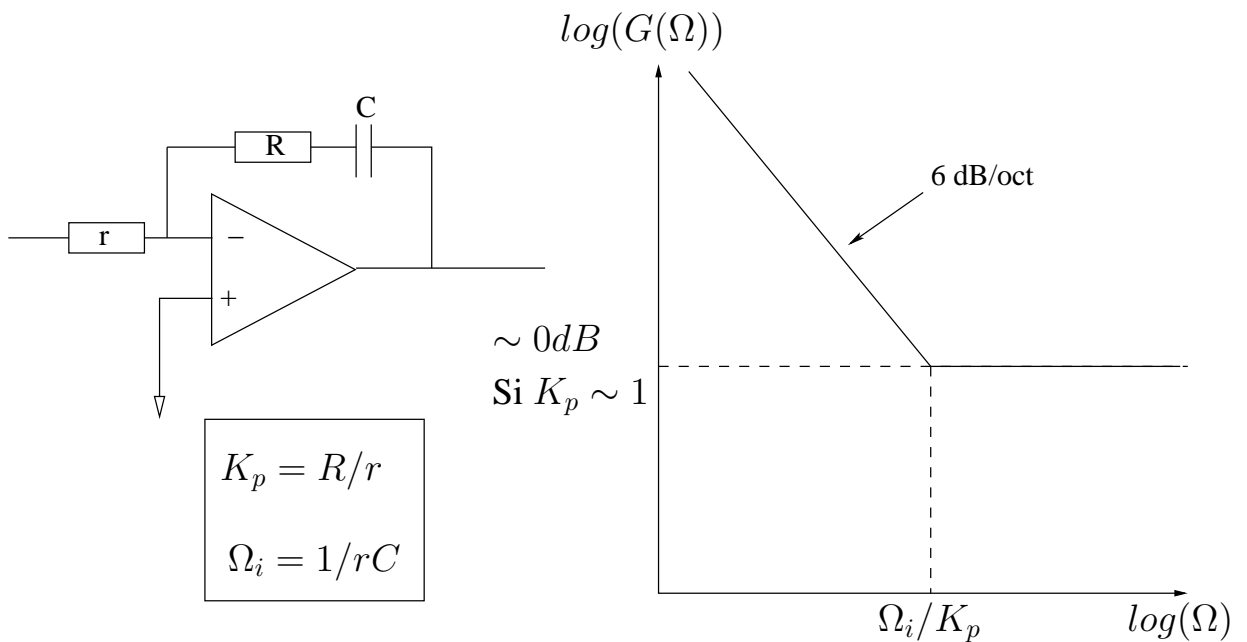 C
R
r
−
+
K_p = R/r
Ω_i = 1/rC
log(G(Ω))
6 dB/oct
∼ 0dB
Si K_p ∼ 1
Ω_i/K_p
log(Ω)